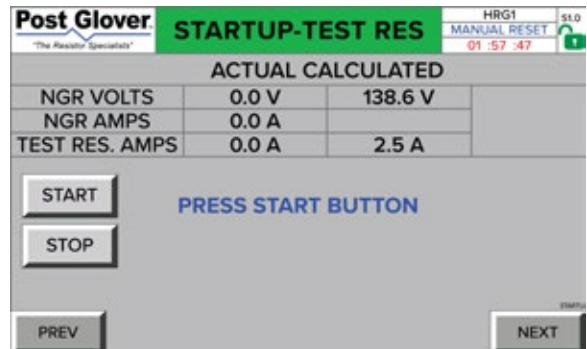 Post Glover.
"The Resistor Specialists"
STARTUP-TEST RES
HRG1
MANUAL RESET
01 :57 :47
S1.0
1
ACTUAL CALCULATED
NGR VOLTS 0.0 V 138.6 V
NGR AMPS 0.0 A
TEST RES. AMPS 0.0 A 2.5 A
START
PRESS START BUTTON
STOP
PREV
NEXT